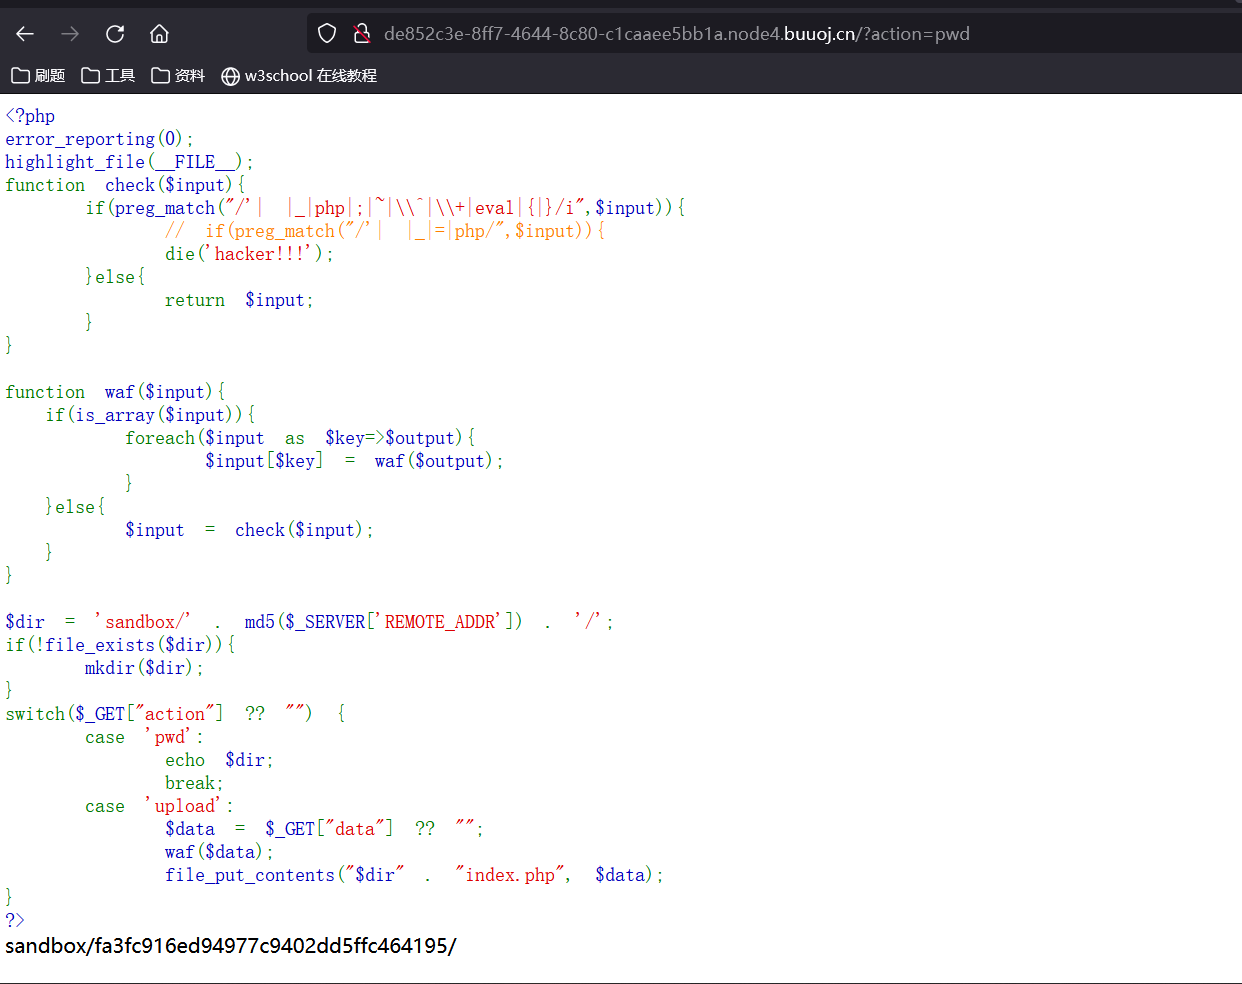 de852c3e-8ff7-4644-8c80-c1caaee5bb1a.node4.buuoj.cn/?action=pwd
刷题 工具 资料 w3school 在线教程
<?php
error_reporting(0);
highlight_file(__FILE__);
function check($input){
        if(preg_match("/'| |_|php|;|~|\\^|\\+|eval|{|}/i",$input)){
                // if(preg_match("/'| |_|=|php/",$input)){
                die('hacker!!!');
        }else{
                return $input;
        }
}

function waf($input){
    if(is_array($input)){
            foreach($input as $key=>$output){
                    $input[$key] = waf($output);
            }
    }else{
            $input = check($input);
    }
}

$dir = 'sandbox/' . md5($_SERVER['REMOTE_ADDR']) . '/';
if(!file_exists($dir)){
        mkdir($dir);
}
switch($_GET["action"] ?? "") {
        case 'pwd':
                echo $dir;
                break;
        case 'upload':
                $data = $_GET["data"] ?? "";
                waf($data);
                file_put_contents("$dir" . "index.php", $data);
}
?>
sandbox/fa3fc916ed94977c9402dd5ffc464195/